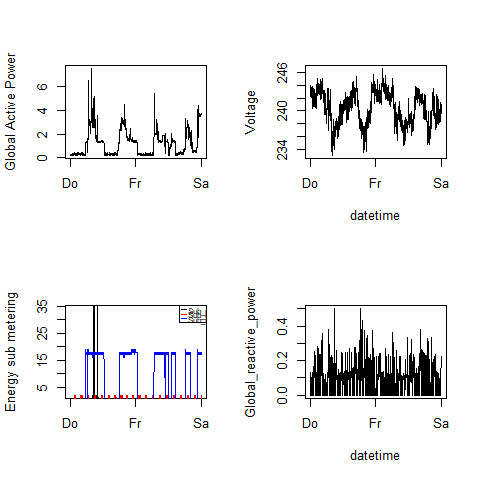 Global Active Power
0 2 4 6
Do Fr Sa
Voltage
234 240 246
Do Fr Sa
datetime
Energy sub metering
5 15 25 35
Do Fr Sa
Global_reactive_power
0.0 0.2 0.4
Do Fr Sa
datetime